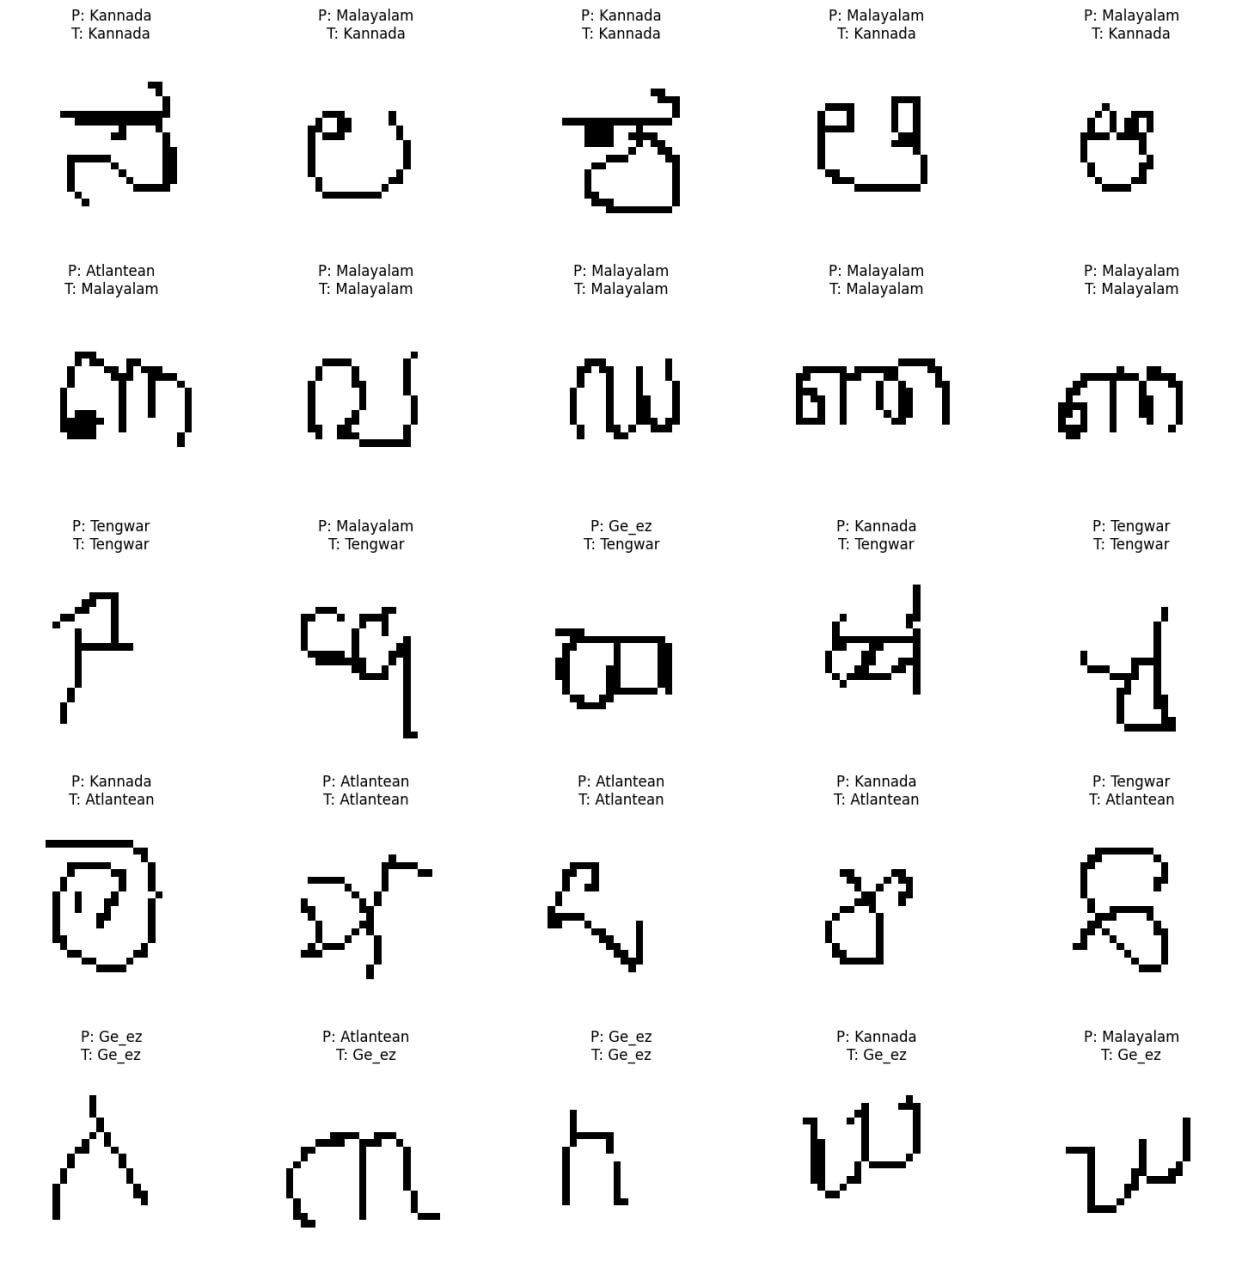 P: Kannada P: Malayalam P: Kannada P: Malayalam P: Malayalam
T: Kannada T: Kannada T: Kannada T: Kannada T: Kannada
P: Atlantean P: Malayalam P: Malayalam P: Malayalam P: Malayalam
T: Malayalam T: Malayalam T: Malayalam T: Malayalam T: Malayalam
P: Tengwar P: Malayalam P: Ge_ez P: Kannada P: Tengwar
T: Tengwar T: Tengwar T: Tengwar T: Tengwar T: Tengwar
P: Kannada P: Atlantean P: Atlantean P: Kannada P: Tengwar
T: Atlantean T: Atlantean T: Atlantean T: Atlantean T: Atlantean
P: Ge_ez P: Atlantean P: Ge_ez P: Kannada P: Malayalam
T: Ge_ez T: Ge_ez T: Ge_ez T: Ge_ez T: Ge_ez